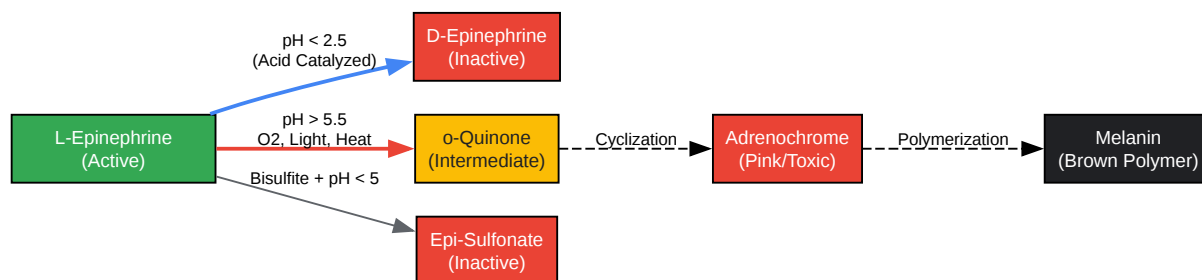 pH < 2.5
(Acid Catalyzed)
D-Epinephrine
(Inactive)
L-Epinephrine
(Active)
pH > 5.5
O2, Light, Heat
o-Quinone
(Intermediate)
Cyclization
Adrenochrome
(Pink/Toxic)
Polymerization
Melanin
(Brown Polymer)
Bisulfite + pH < 5
Epi-Sulfonate
(Inactive)